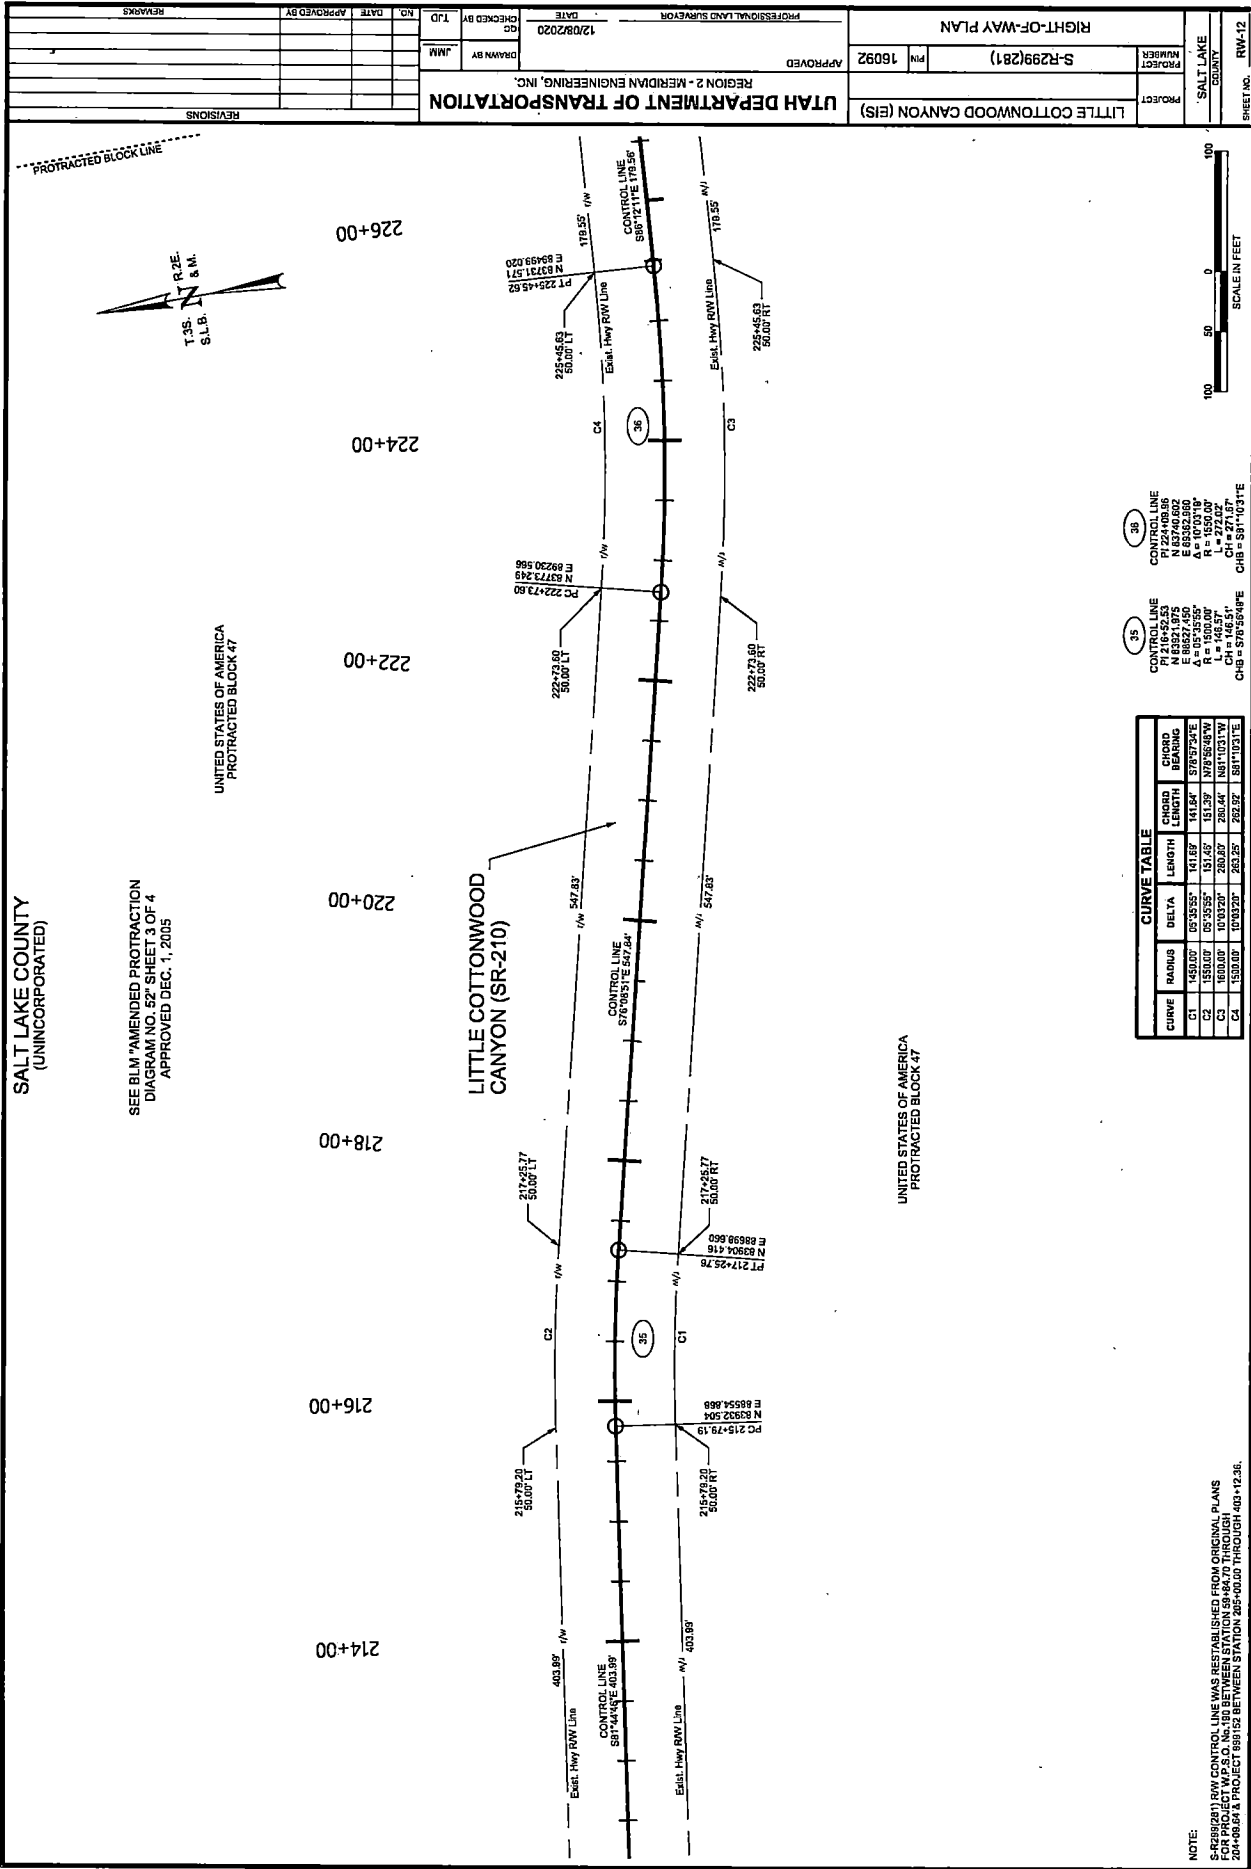 SALT LAKE COUNTY
(UNINCORPORATED)
SEE BLM "AMENDED PROTRACTION
DIAGRAM NO. 52" SHEET 3 OF 4
APPROVED DEC. 1, 2005
UNITED STATES OF AMERICA
PROTRACTED BLOCK 47
T.3S. R.2E.
S.L.B. & M.
N
PROTRACTED BLOCK LINE
214+00
216+00
218+00
220+00
222+00
224+00
226+00
LITTLE COTTONWOOD
CANYON (SR-210)
215+79.20
50.00' LT
217+25.77
50.00' LT
222+73.60
50.00' LT
PC 222+73.60
N 83773.249
E 89230.566
225+45.63
50.00' LT
PT 225+45.62
N 83731.571
E 89499.020
Exist. Hwy R/W Line
403.99'
r/w
C2
r/w
r/w
547.83'
r/w
C4
Exist. Hwy R/W Line
179.55'
r/w
CONTROL LINE
S81°44'46"E 403.99'
35
CONTROL LINE
S76°08'51"E 547.84'
36
CONTROL LINE
S86°12'11"E 179.56'
Exist. Hwy R/W Line
r/w
403.99'
C1
r/w
r/w
547.83'
r/w
C3
Exist. Hwy R/W Line
179.55'
r/w
215+79.20
50.00' RT
PC 215+79.19
N 83932.504
E 88554.868
217+25.77
50.00' RT
PT 217+25.76
N 83904.416
E 88698.660
222+73.60
50.00' RT
225+45.63
50.00' RT
UNITED STATES OF AMERICA
PROTRACTED BLOCK 47
CURVE TABLE
CURVE RADIUS DELTA LENGTH CHORD LENGTH CHORD BEARING
C1 1450.00' 05°35'55" 141.69' 141.64' S78°57'34"E
C2 1550.00' 05°35'55" 151.46' 151.39' N78°56'48"W
C3 1600.00' 10°03'20" 280.80' 280.44' N81°10'31"W
C4 1500.00' 10°03'20" 263.25' 262.92' S81°10'31"E
35
CONTROL LINE
PI 216+52.53
N 83921.975
E 88627.450
Δ = 05°35'55"
R = 1500.00'
L = 146.57'
CH = 146.51'
CHB = S78°56'48"E
36
CONTROL LINE
PI 224+09.96
N 83740.602
E 89362.960
Δ = 10°03'19"
R = 1550.00'
L = 272.02'
CH = 271.67'
CHB = S81°10'31"E
100
50
0
100
SCALE IN FEET
NOTE:
S-R299(281) R/W CONTROL LINE WAS RESTABLISHED FROM ORIGINAL PLANS
FOR PROJECT W.P.S.O. No.190 BETWEEN STATION 59+84.70 THROUGH
204+09.64 & PROJECT 899152 BETWEEN STATION 205+00.00 THROUGH 403+12.36.
REVISIONS
NO. DATE APPROVED BY REMARKS
UTAH DEPARTMENT OF TRANSPORTATION
REGION 2 - MERIDIAN ENGINEERING, INC.
DRAWN BY JMM
QC CHECKED BY TJD
APPROVED
12/08/2020
DATE
PROFESSIONAL LAND SURVEYOR
PROJECT LITTLE COTTONWOOD CANYON (EIS)
PROJECT NUMBER S-R299(281) PIN 16092
RIGHT-OF-WAY PLAN
SALT LAKE
COUNTY
SHEET NO. RW-12